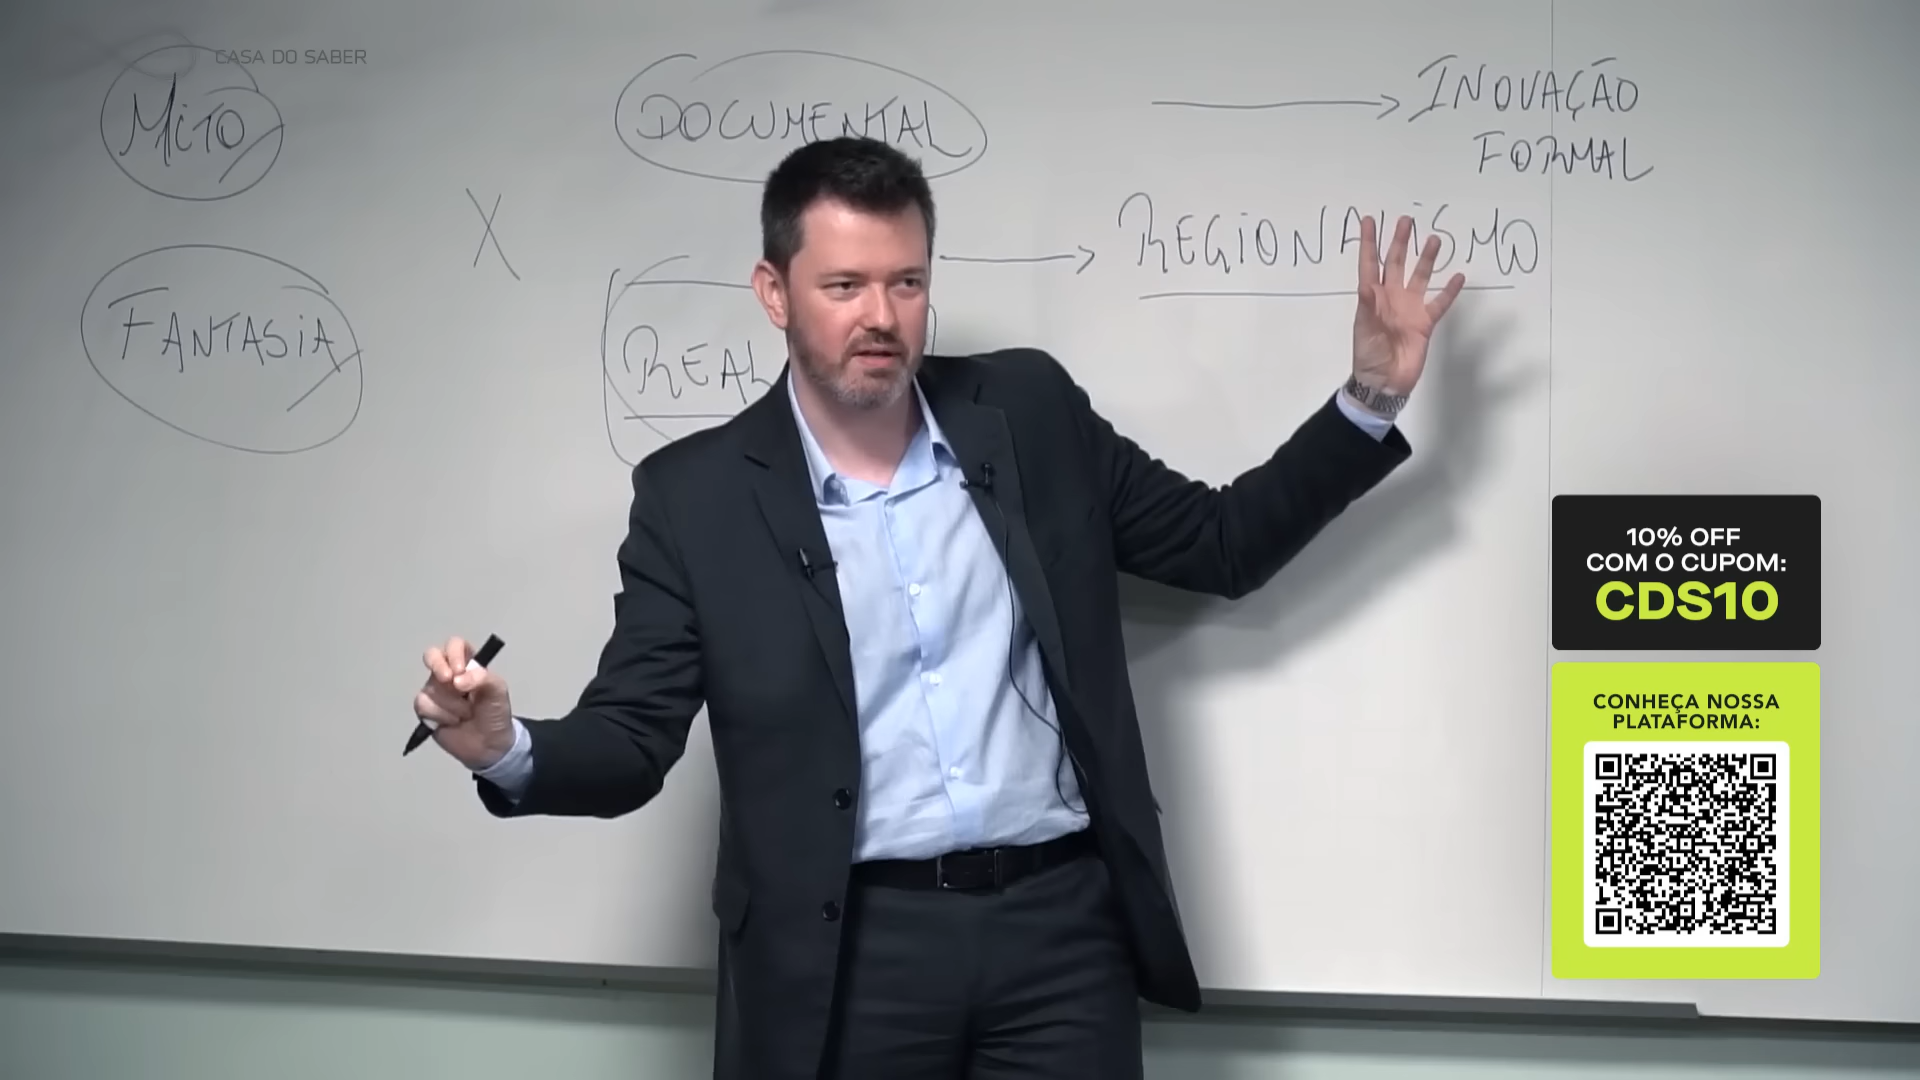 CASA DO SABER
MITO
DOCUMENTAL
INOVAÇÃO
FORMAL
X
REGIONALISMO
FANTASIA
REAL
10% OFF
COM O CUPOM:
CDS10
CONHEÇA NOSSA
PLATAFORMA: